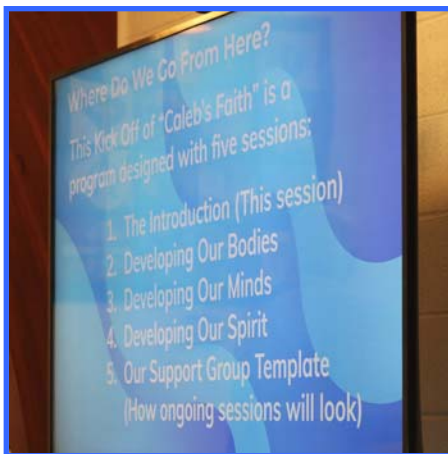 Where Do We Go From Here?
This Kick Off of "Caleb's Faith" is a
program designed with five sessions:
1. The Introduction (This session)
2. Developing Our Bodies
3. Developing Our Minds
4. Developing Our Spirit
5. Our Support Group Template
(How ongoing sessions will look)